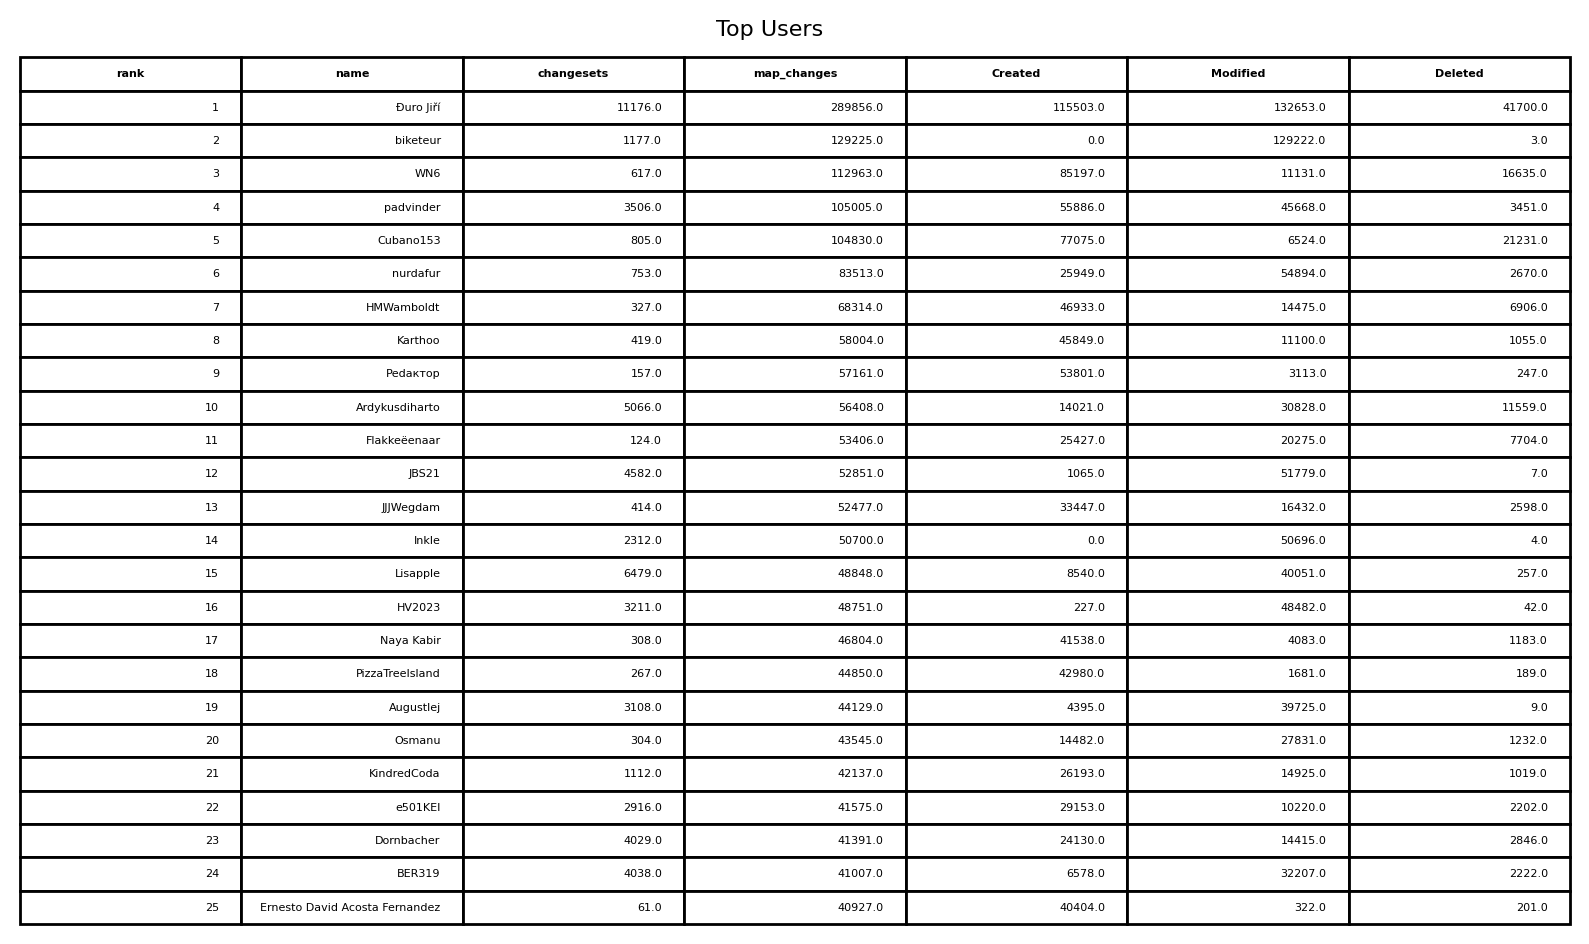 Top Users
rank name changesets map_changes Created Modified Deleted
1 Đuro Jiří 11176.0 289856.0 115503.0 132653.0 41700.0
2 biketeur 1177.0 129225.0 0.0 129222.0 3.0
3 WN6 617.0 112963.0 85197.0 11131.0 16635.0
4 padvinder 3506.0 105005.0 55886.0 45668.0 3451.0
5 Cubano153 805.0 104830.0 77075.0 6524.0 21231.0
6 nurdafur 753.0 83513.0 25949.0 54894.0 2670.0
7 HMWamboldt 327.0 68314.0 46933.0 14475.0 6906.0
8 Karthoo 419.0 58004.0 45849.0 11100.0 1055.0
9 Pedaктор 157.0 57161.0 53801.0 3113.0 247.0
10 Ardykusdiharto 5066.0 56408.0 14021.0 30828.0 11559.0
11 Flakkeëenaar 124.0 53406.0 25427.0 20275.0 7704.0
12 JBS21 4582.0 52851.0 1065.0 51779.0 7.0
13 JJJWegdam 414.0 52477.0 33447.0 16432.0 2598.0
14 Inkle 2312.0 50700.0 0.0 50696.0 4.0
15 Lisapple 6479.0 48848.0 8540.0 40051.0 257.0
16 HV2023 3211.0 48751.0 227.0 48482.0 42.0
17 Naya Kabir 308.0 46804.0 41538.0 4083.0 1183.0
18 PizzaTreeIsland 267.0 44850.0 42980.0 1681.0 189.0
19 Augustlej 3108.0 44129.0 4395.0 39725.0 9.0
20 Osmanu 304.0 43545.0 14482.0 27831.0 1232.0
21 KindredCoda 1112.0 42137.0 26193.0 14925.0 1019.0
22 e501KEI 2916.0 41575.0 29153.0 10220.0 2202.0
23 Dornbacher 4029.0 41391.0 24130.0 14415.0 2846.0
24 BER319 4038.0 41007.0 6578.0 32207.0 2222.0
25 Ernesto David Acosta Fernandez 61.0 40927.0 40404.0 322.0 201.0